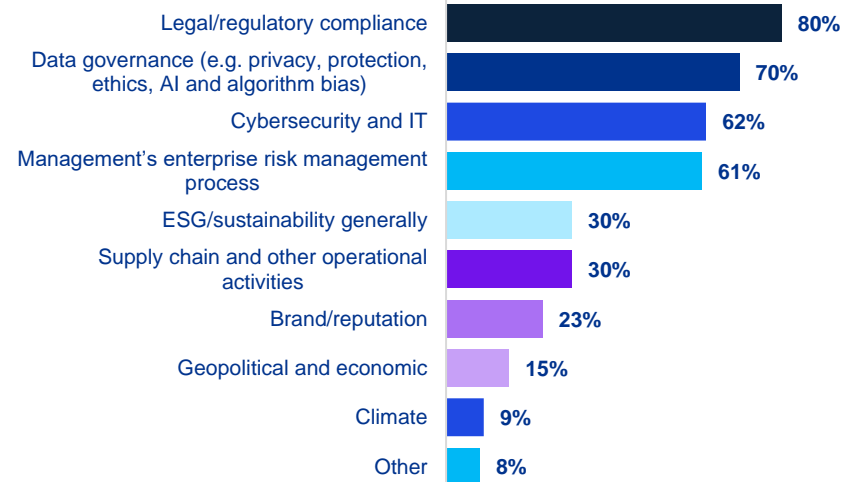 Legal/regulatory compliance
80%
Data governance (e.g. privacy, protection,
ethics, AI and algorithm bias)
70%
Cybersecurity and IT
62%
Management’s enterprise risk management
process
61%
ESG/sustainability generally
30%
Supply chain and other operational
activities
30%
Brand/reputation
23%
Geopolitical and economic
15%
Climate
9%
Other
8%